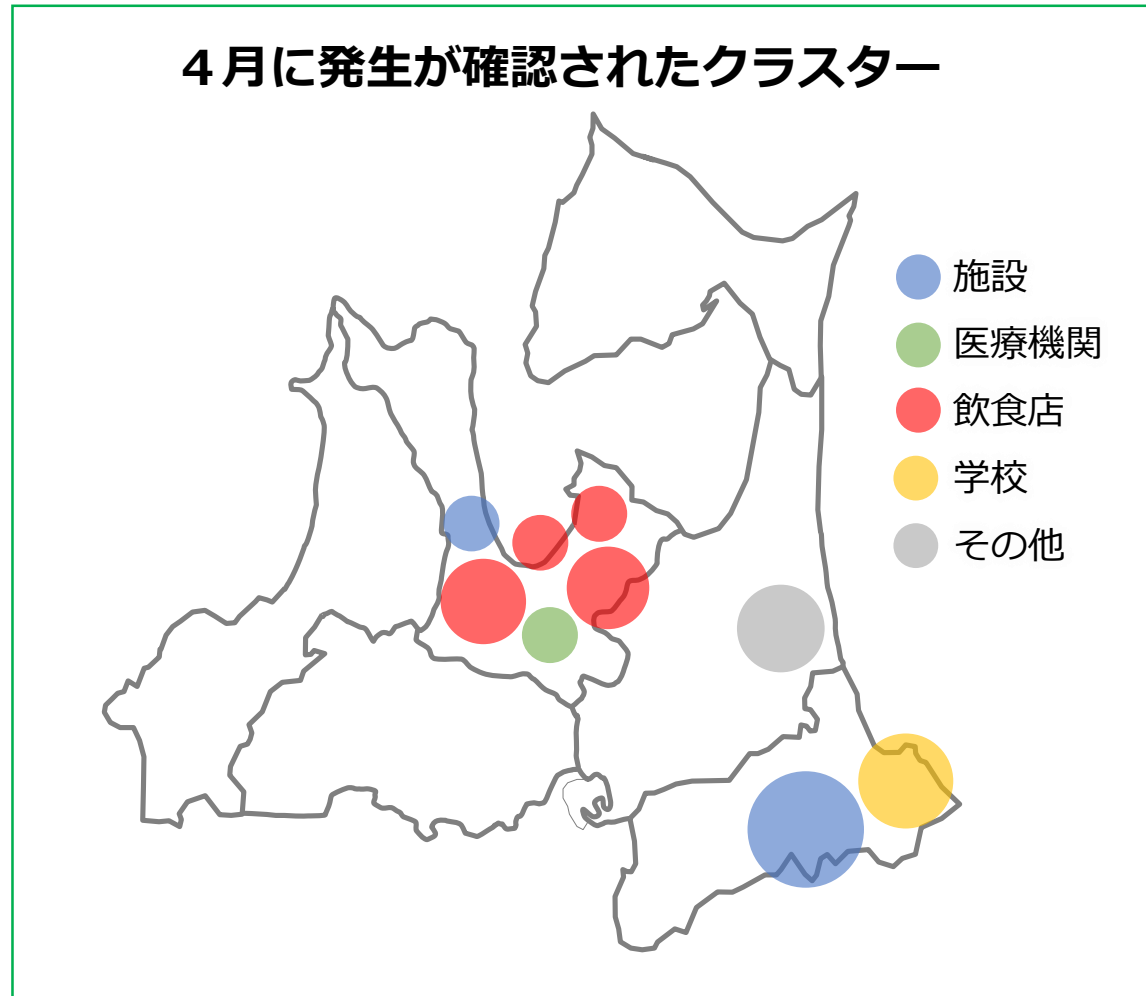 ４月に発生が確認されたクラスター
施設
医療機関
飲食店
学校
その他